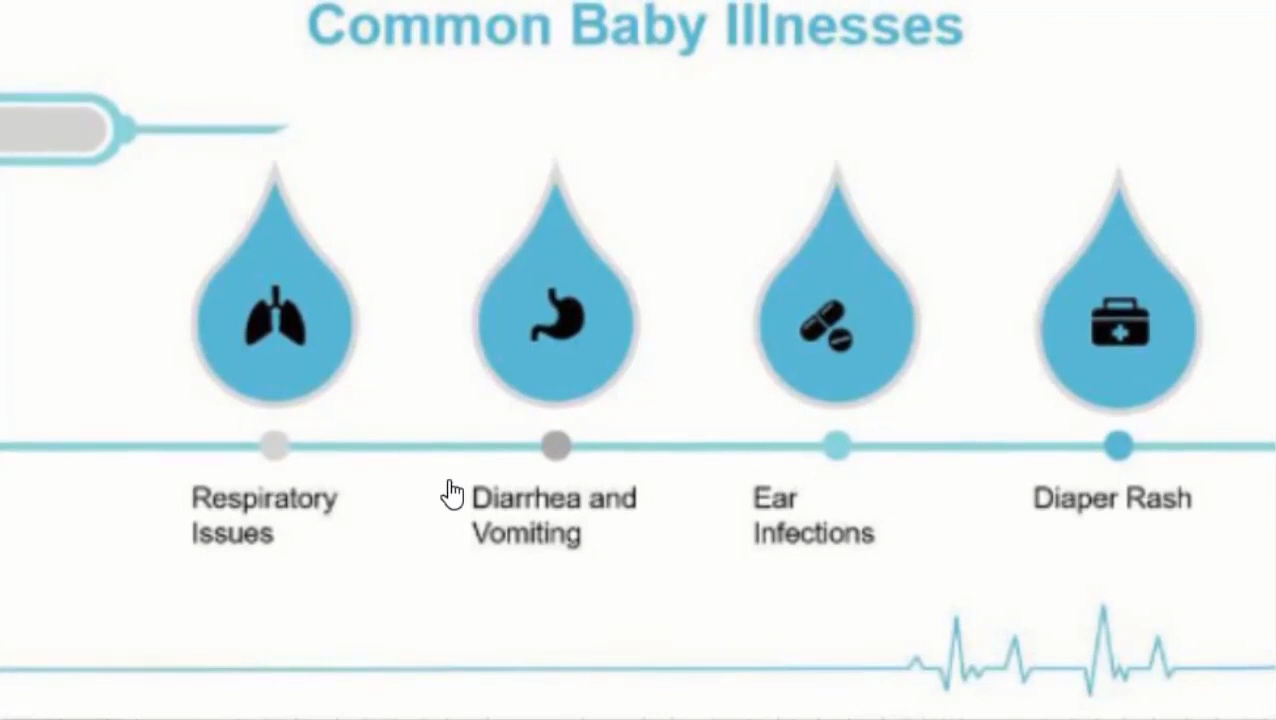 Common Baby Illnesses
Respiratory
Issues
Diarrhea and
Vomiting
Ear
Infections
Diaper Rash